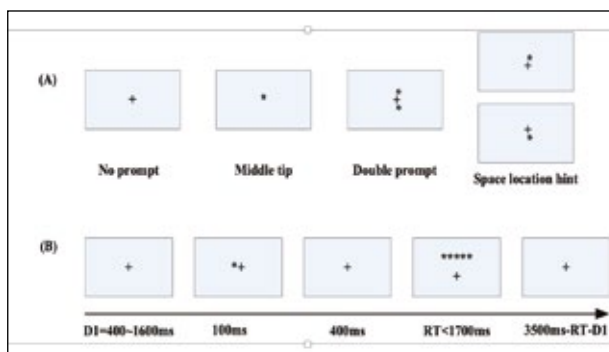 (A)
No prompt Middle tip Double prompt Space location hint
(B)
D1=400~1600ms 100ms 400ms RT<1700ms 3500ms-RT-D1